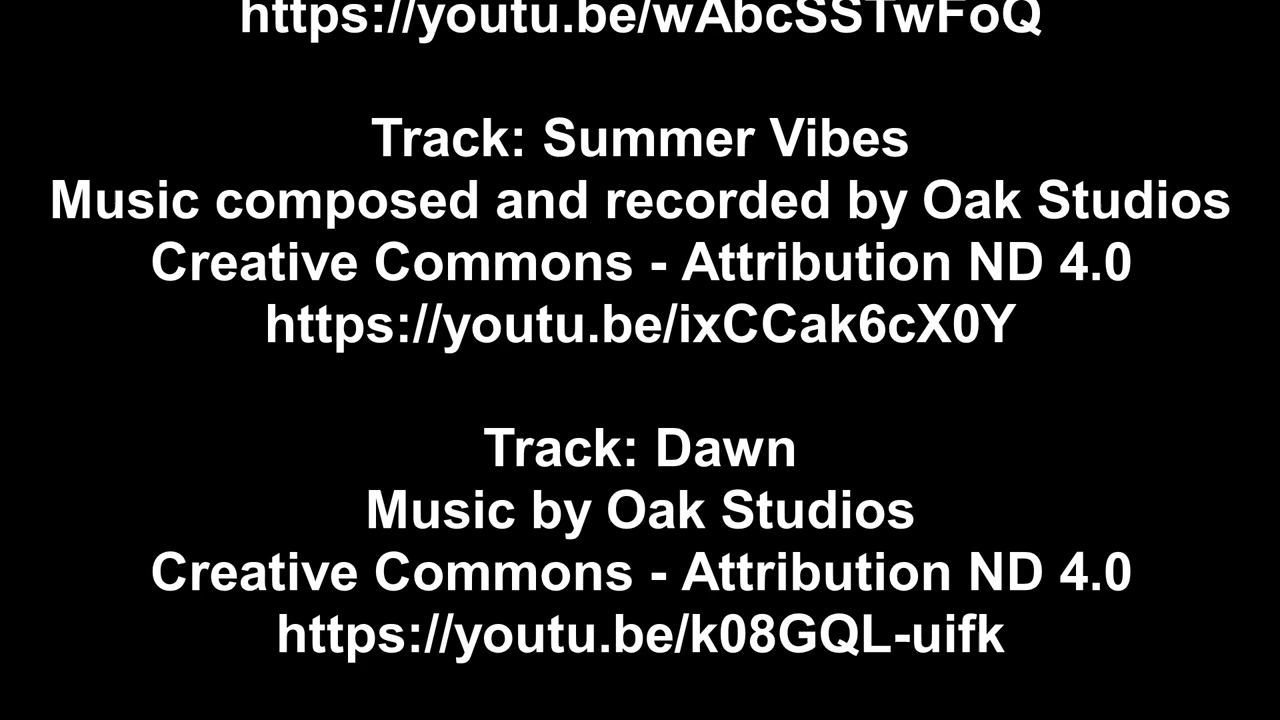 https://youtu.be/wAbcSSTwFoQ
Track: Summer Vibes
Music composed and recorded by Oak Studios
Creative Commons - Attribution ND 4.0
https://youtu.be/ixCCak6cX0Y
Track: Dawn
Music by Oak Studios
Creative Commons - Attribution ND 4.0
https://youtu.be/k08GQL-uifk